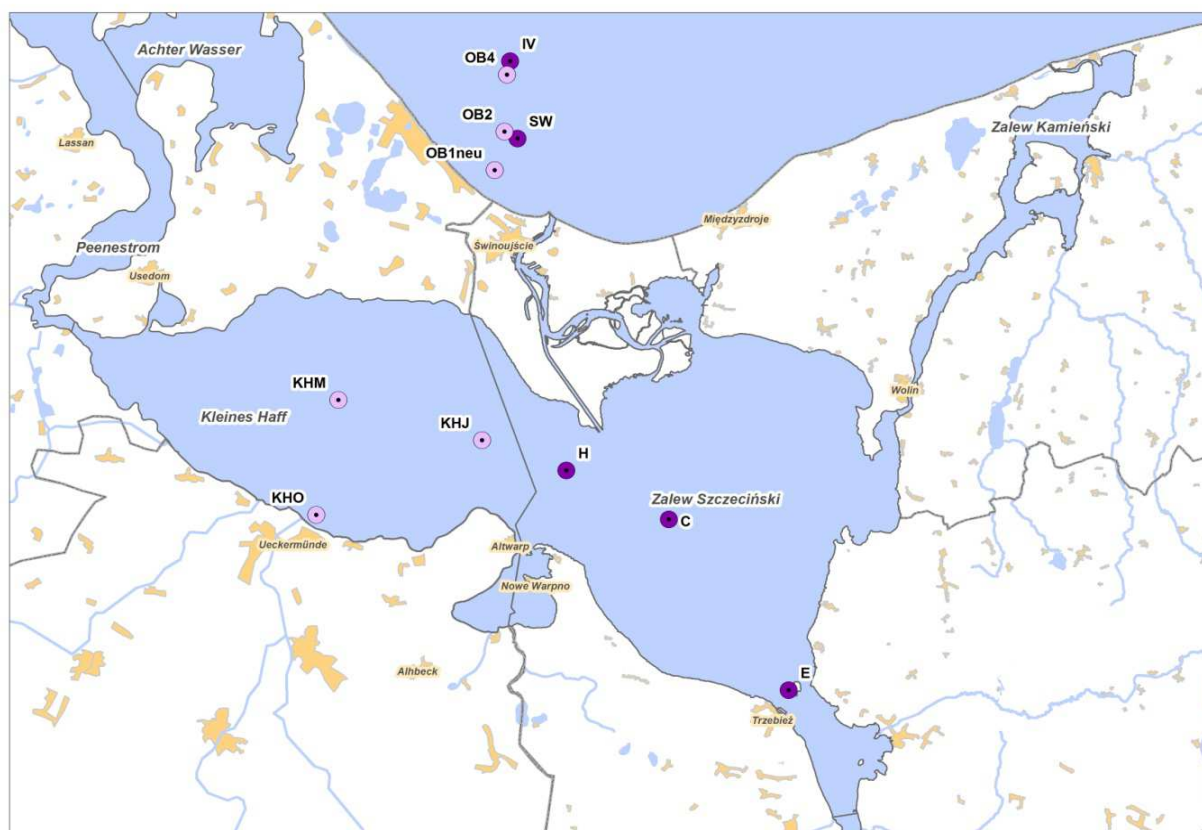 Achter Wasser
IV
OB4
OB2
SW
OB1neu
Lassan
Zalew Kamieński
Międzyzdroje
Peenestrom
Świnoujście
Usedom
KHM
Kleines Haff
Wolin
KHJ
H
Zalew Szczeciński
KHO
C
Ueckermünde
Altwarp
Nowe Warpno
Alhbeck
E
Trzebież